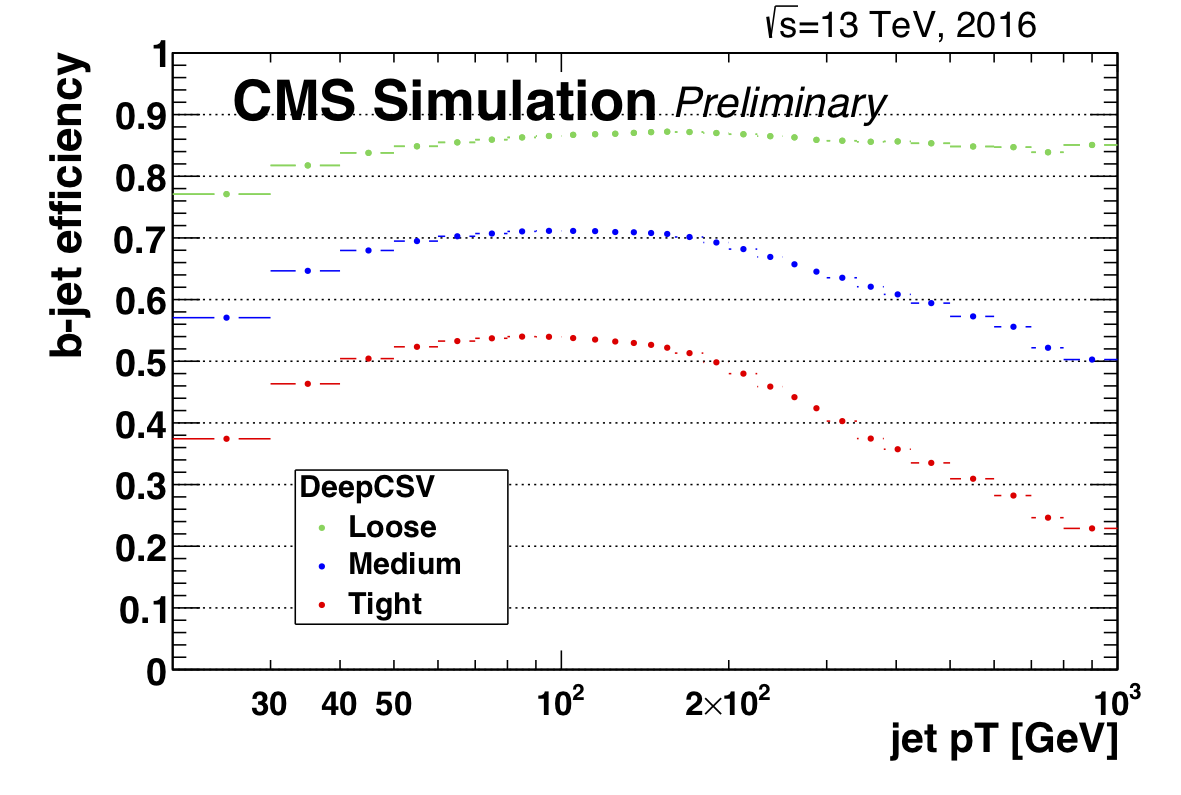 √s=13 TeV, 2016
CMS Simulation Preliminary
b-jet efficiency
1
0.9
0.8
0.7
0.6
0.5
0.4
0.3
0.2
0.1
0
DeepCSV
Loose
Medium
Tight
30 40 50 10² 2×10² 10³
jet pT [GeV]